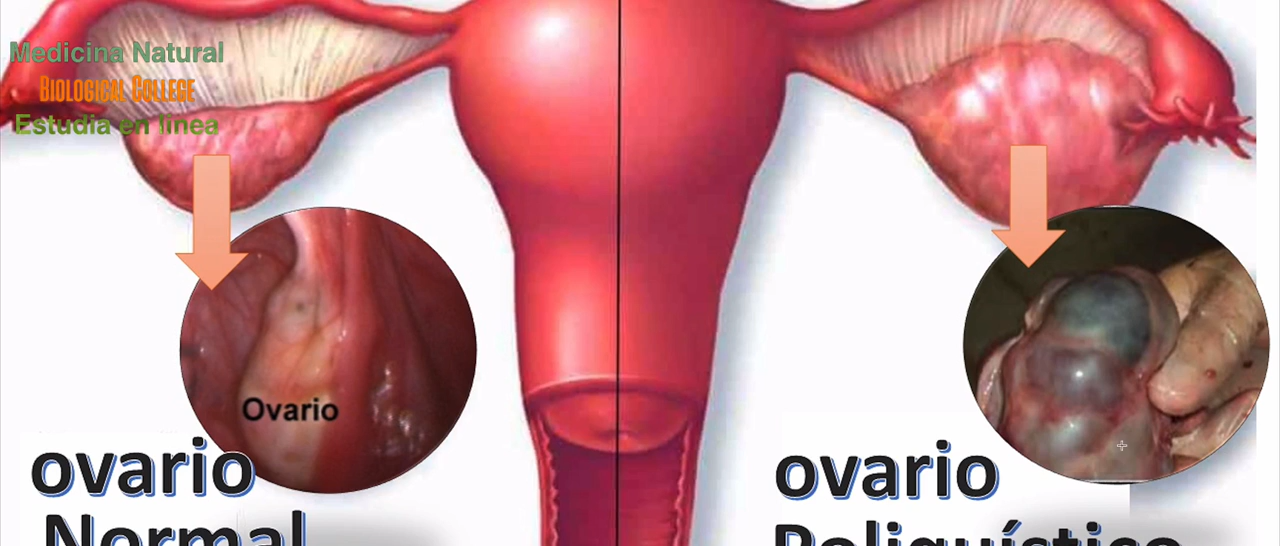 Medicina Natural
BIOLOGICAL COLLEGE
Estudia en línea
Ovario
ovario
Normal
ovario
Poliquístico